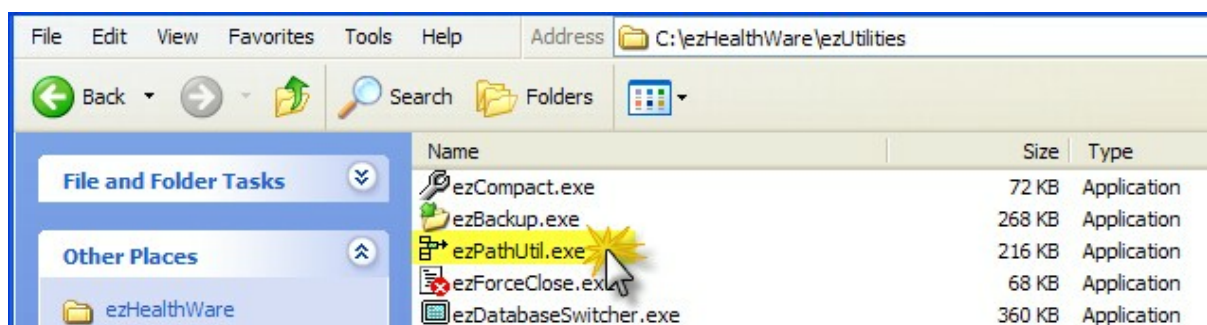 File Edit View Favorites Tools Help Address C:\ezHealthWare\ezUtilities
Back Search Folders
Name Size Type
File and Folder Tasks
ezCompact.exe 72 KB Application
ezBackup.exe 268 KB Application
Other Places
ezPathUtil.exe 216 KB Application
ezForceClose.exe 68 KB Application
ezHealthWare
ezDatabaseSwitcher.exe 360 KB Application